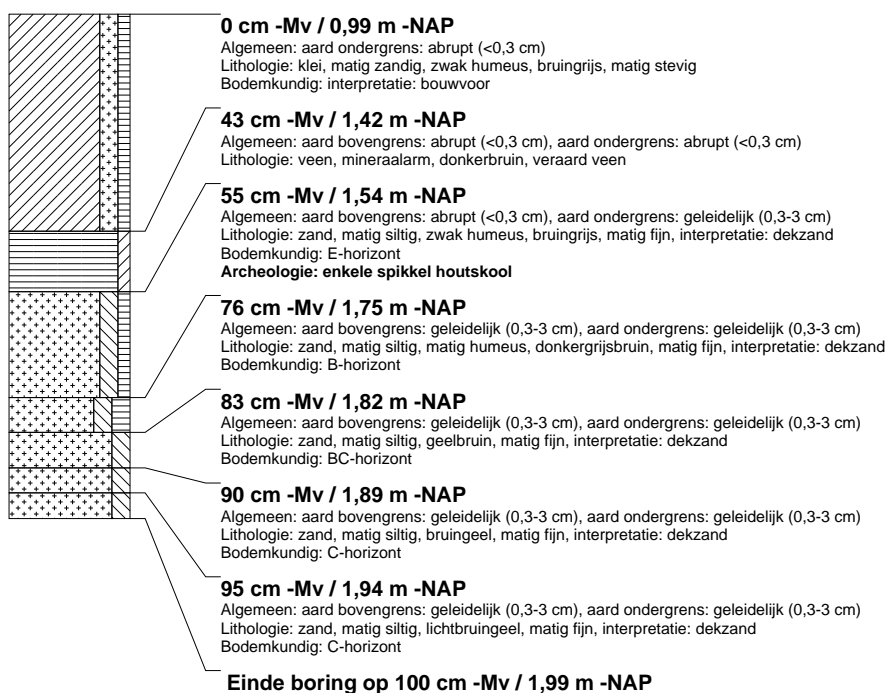 0 cm -Mv / 0,99 m -NAP
Algemeen: aard ondergrens: abrupt (<0,3 cm)
Lithologie: klei, matig zandig, zwak humeus, bruingrijs, matig stevig
Bodemkundig: interpretatie: bouwvoor
43 cm -Mv / 1,42 m -NAP
Algemeen: aard bovengrens: abrupt (<0,3 cm), aard ondergrens: abrupt (<0,3 cm)
Lithologie: veen, mineraalarm, donkerbruin, veraard veen
55 cm -Mv / 1,54 m -NAP
Algemeen: aard bovengrens: abrupt (<0,3 cm), aard ondergrens: geleidelijk (0,3-3 cm)
Lithologie: zand, matig siltig, zwak humeus, bruingrijs, matig fijn, interpretatie: dekzand
Bodemkundig: E-horizont
Archeologie: enkele spikkel houtskool
76 cm -Mv / 1,75 m -NAP
Algemeen: aard bovengrens: geleidelijk (0,3-3 cm), aard ondergrens: geleidelijk (0,3-3 cm)
Lithologie: zand, matig siltig, matig humeus, donkergrijsbruin, matig fijn, interpretatie: dekzand
Bodemkundig: B-horizont
83 cm -Mv / 1,82 m -NAP
Algemeen: aard bovengrens: geleidelijk (0,3-3 cm), aard ondergrens: geleidelijk (0,3-3 cm)
Lithologie: zand, matig siltig, geelbruin, matig fijn, interpretatie: dekzand
Bodemkundig: BC-horizont
90 cm -Mv / 1,89 m -NAP
Algemeen: aard bovengrens: geleidelijk (0,3-3 cm), aard ondergrens: geleidelijk (0,3-3 cm)
Lithologie: zand, matig siltig, bruingeel, matig fijn, interpretatie: dekzand
Bodemkundig: C-horizont
95 cm -Mv / 1,94 m -NAP
Algemeen: aard bovengrens: geleidelijk (0,3-3 cm), aard ondergrens: geleidelijk (0,3-3 cm)
Lithologie: zand, matig siltig, lichtbruingeel, matig fijn, interpretatie: dekzand
Bodemkundig: C-horizont
Einde boring op 100 cm -Mv / 1,99 m -NAP